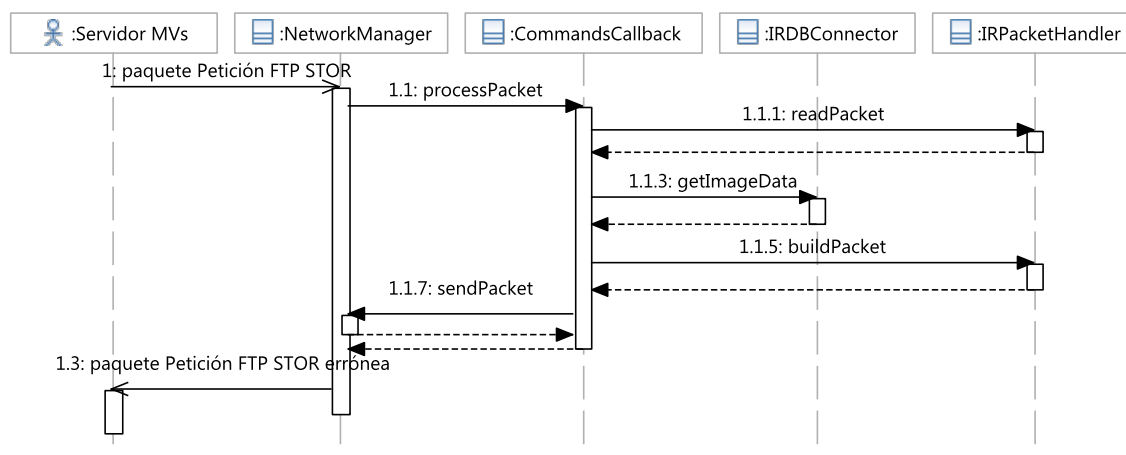 :Servidor MVs
:NetworkManager
:CommandsCallback
:IRDBConnector
:IRPacketHandler
1: paquete Petición FTP STOR
1.1: processPacket
1.1.1: readPacket
1.1.3: getImageData
1.1.5: buildPacket
1.1.7: sendPacket
1.3: paquete Petición FTP STOR errónea